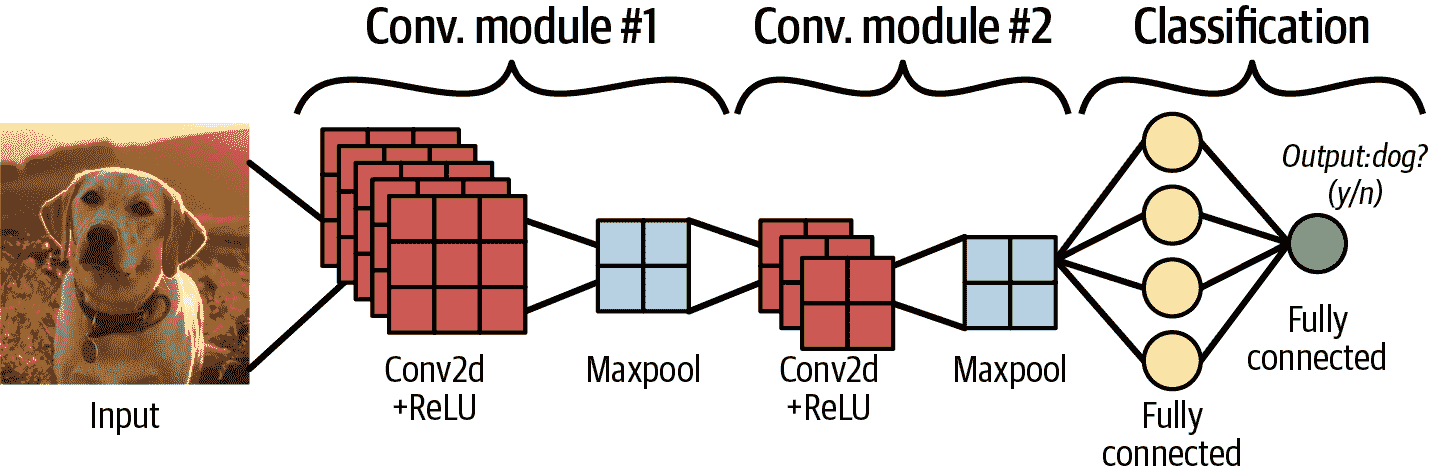 Conv. module #1
Conv. module #2
Classification
Output:dog?
(y/n)
Input
Conv2d
+ReLU
Maxpool
Conv2d
+ReLU
Maxpool
Fully
connected
Fully
connected